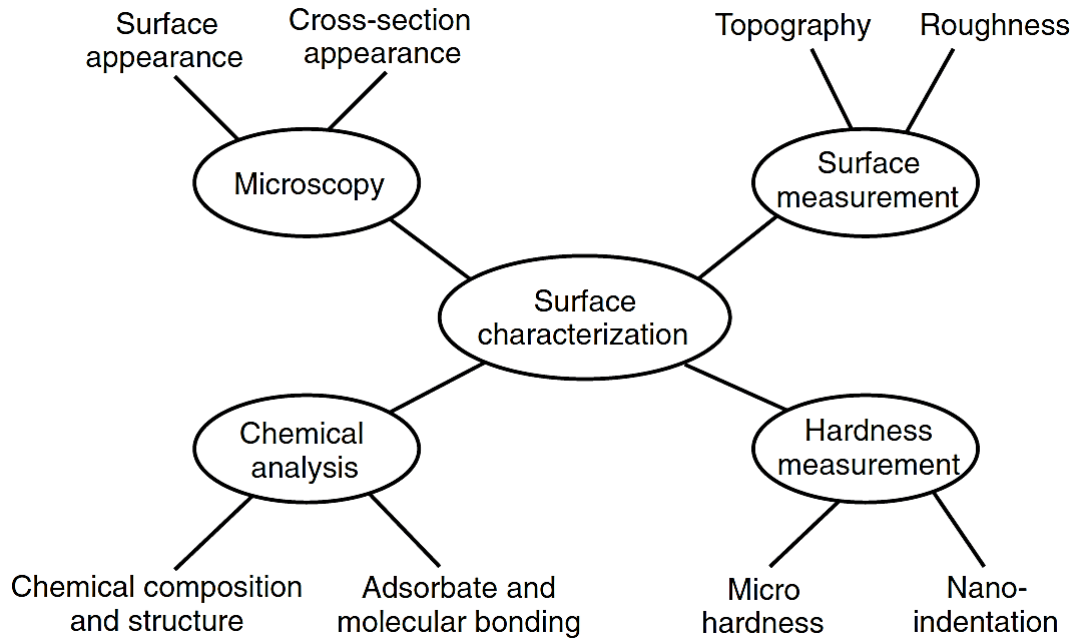 Surface
appearance
Cross-section
appearance
Topography
Roughness
Microscopy
Surface
measurement
Surface
characterization
Chemical
analysis
Hardness
measurement
Chemical composition
and structure
Adsorbate and
molecular bonding
Micro
hardness
Nano-
indentation